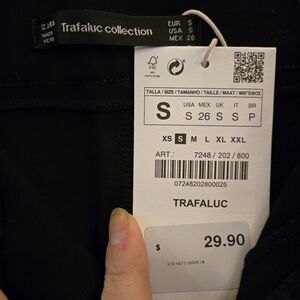 Trafaluc collection
EUR S
USA S
MEX 26
FSC
TALLA / SIZE / TAMANHO / TAILLE / MAAT / ΜΕΓΕΘΟΣ
S
USA MEX UK IT BR
S 26 S S P
XS S M L XL XXL
ART.: 7248 / 202 / 800
07248202800025
TRAFALUC
$ 29.90